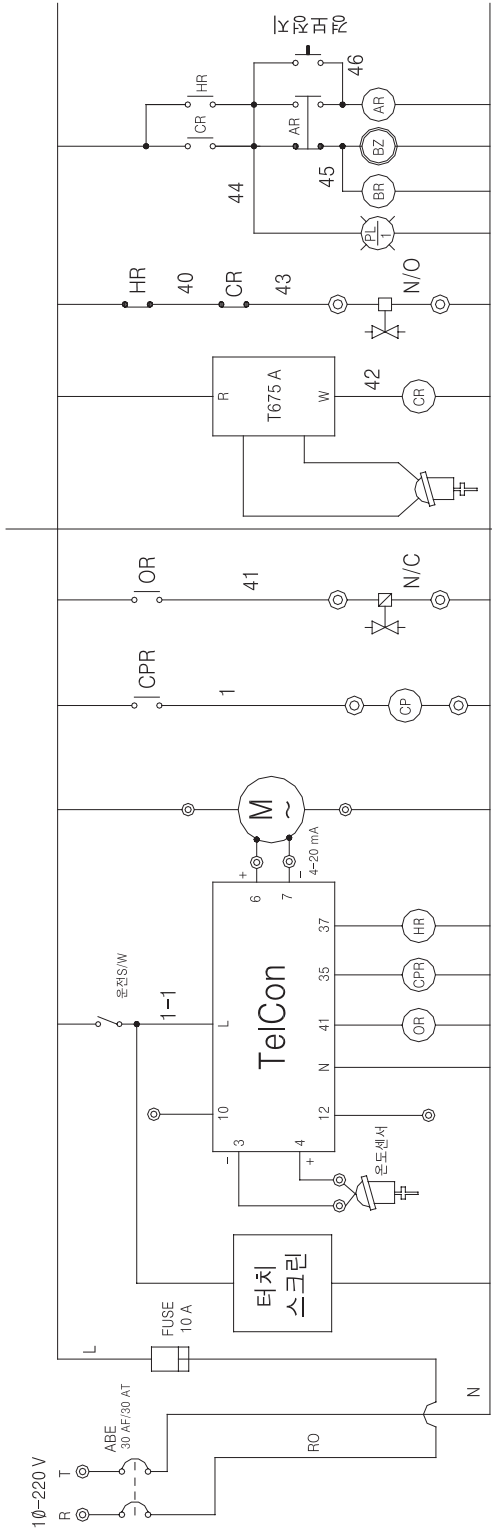 1Ø-220 V
R
T
ABE
30 AF/30 AT
RO
N
L
FUSE
10 A
터치
스크린
운전S/W
1-1
TelCon
10
L
3
−
4
+
12
N
41
35
37
6
+
7
−
4-20 mA
온도센서
OR
CPR
HR
M
~
CPR
1
CP
OR
41
N/C
R
T675 A
W
42
CR
HR
40
CR
43
N/O
44
CR
HR
AR
45
46
경보정지
PL
1
BR
BZ
AR